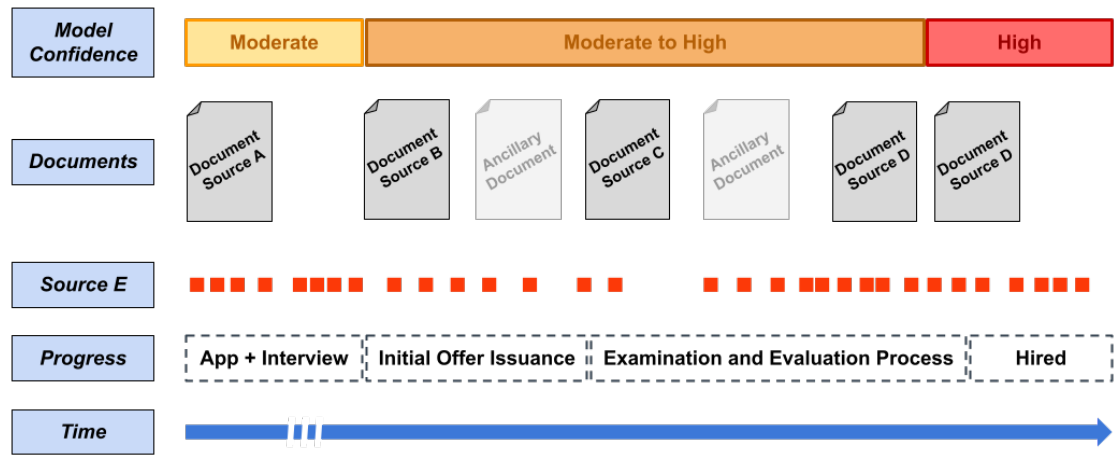 Model
Confidence
Moderate
Moderate to High
High
Documents
Document
Source A
Document
Source B
Ancillary
Document
Document
Source C
Ancillary
Document
Document
Source D
Document
Source D
Source E
Progress
App + Interview
Initial Offer Issuance
Examination and Evaluation Process
Hired
Time